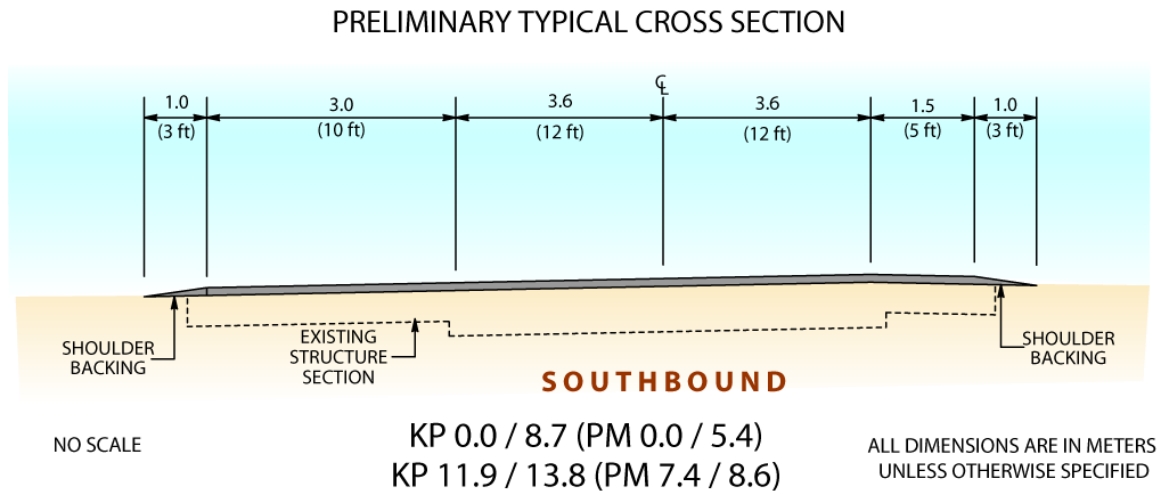 PRELIMINARY TYPICAL CROSS SECTION
℄
1.0
(3 ft)
3.0
(10 ft)
3.6
(12 ft)
3.6
(12 ft)
1.5
(5 ft)
1.0
(3 ft)
SHOULDER
BACKING
EXISTING
STRUCTURE
SECTION
SHOULDER
BACKING
SOUTHBOUND
NO SCALE
KP 0.0 / 8.7 (PM 0.0 / 5.4)
KP 11.9 / 13.8 (PM 7.4 / 8.6)
ALL DIMENSIONS ARE IN METERS
UNLESS OTHERWISE SPECIFIED